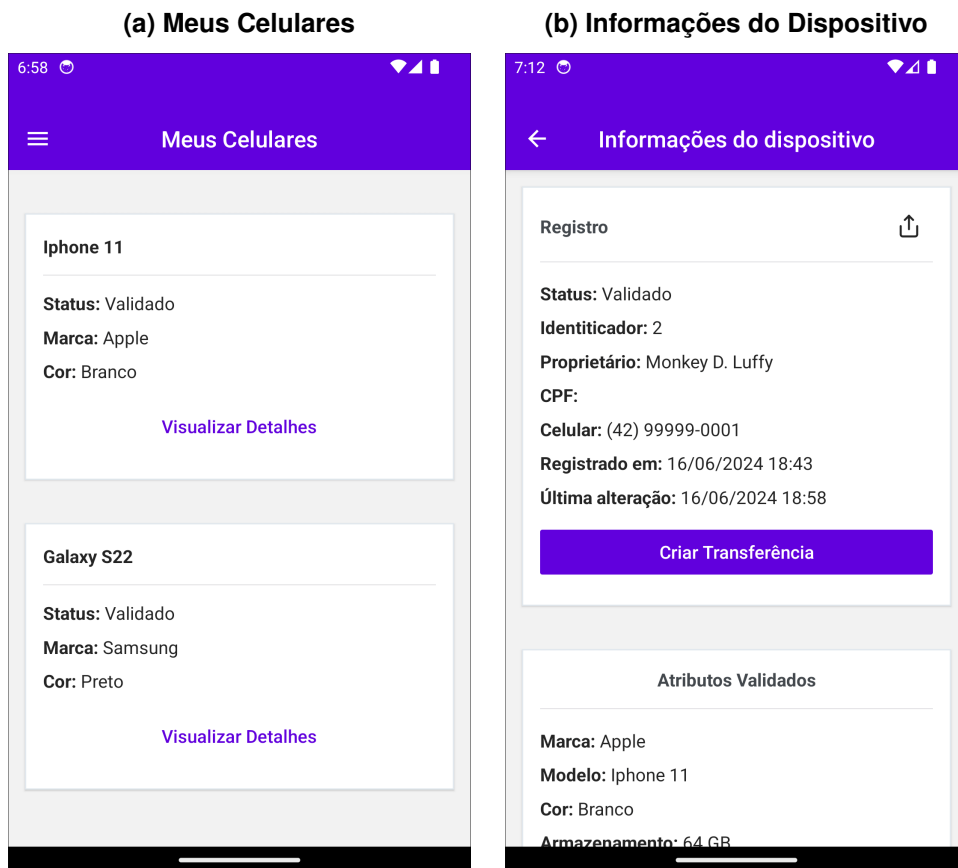 (a) Meus Celulares
6:58
Meus Celulares
Iphone 11
Status: Validado
Marca: Apple
Cor: Branco
Visualizar Detalhes
Galaxy S22
Status: Validado
Marca: Samsung
Cor: Preto
Visualizar Detalhes
(b) Informações do Dispositivo
7:12
Informações do dispositivo
Registro
Status: Validado
Identiticador: 2
Proprietário: Monkey D. Luffy
CPF:
Celular: (42) 99999-0001
Registrado em: 16/06/2024 18:43
Última alteração: 16/06/2024 18:58
Criar Transferência
Atributos Validados
Marca: Apple
Modelo: Iphone 11
Cor: Branco
Armazenamento: 64 GB